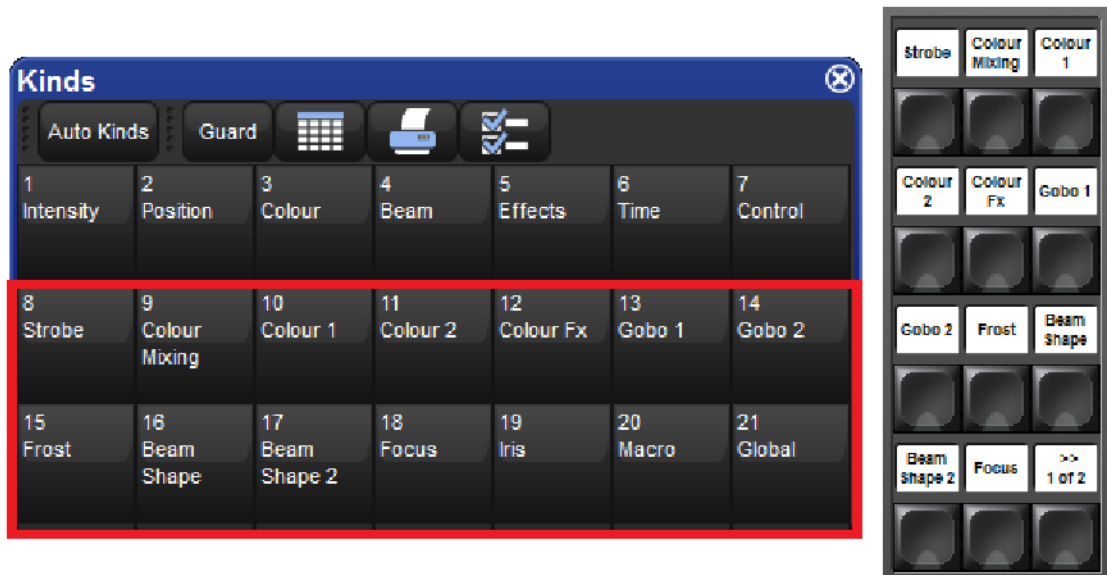 Kinds
Auto Kinds
Guard
1
2
3
4
5
6
7
Intensity
Position
Colour
Beam
Effects
Time
Control
8
9
10
11
12
13
14
Strobe
Colour
Mixing
Colour 1
Colour 2
Colour Fx
Gobo 1
Gobo 2
15
16
17
18
19
20
21
Frost
Beam
Shape
Beam
Shape 2
Focus
Iris
Macro
Global
Strobe
Colour
Mixing
Colour
1
Colour
2
Colour
Fx
Gobo 1
Gobo 2
Frost
Beam
Shape
Beam
Shape 2
Focus
>>
1 of 2